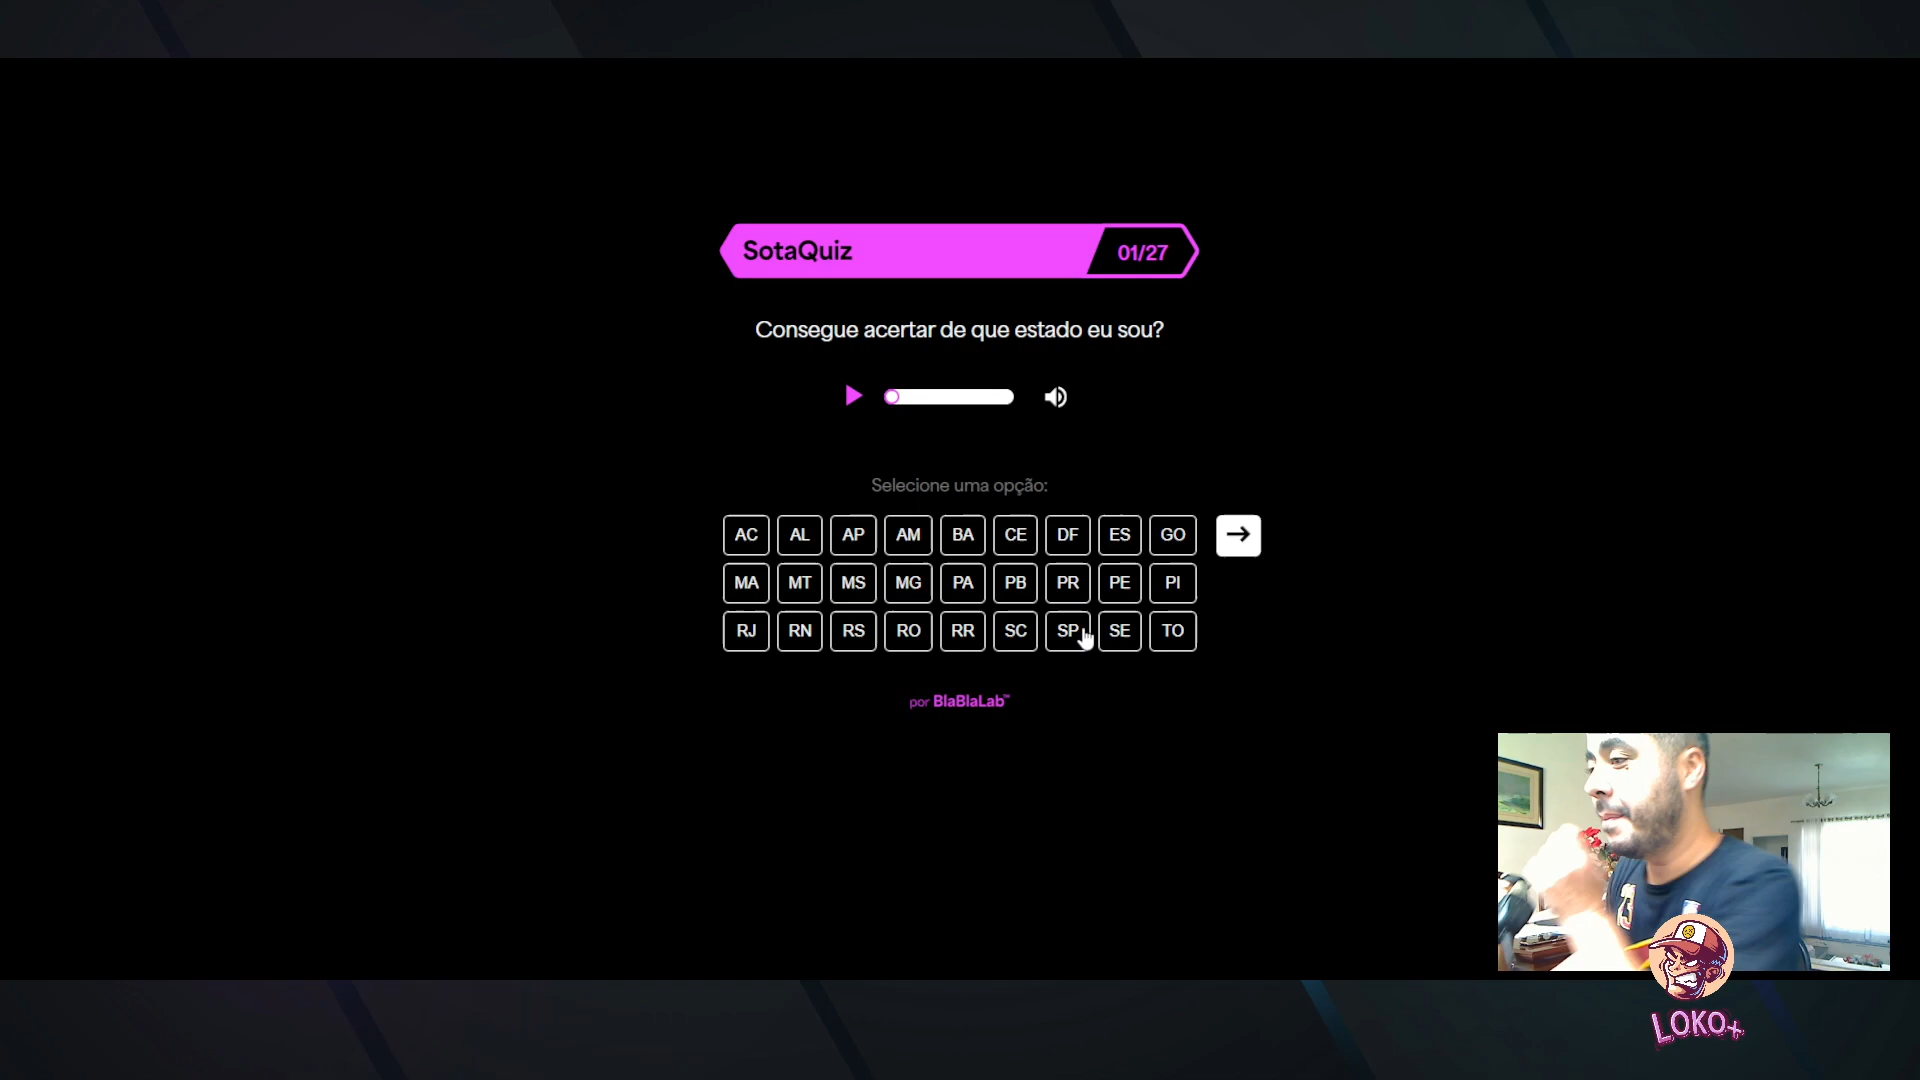 SotaQuiz 01/27
Consegue acertar de que estado eu sou?
Selecione uma opção:
AC AL AP AM BA CE DF ES GO
MA MT MS MG PA PB PR PE PI
RJ RN RS RO RR SC SP SE TO
por BlaBlaLab™
23
LOKO+